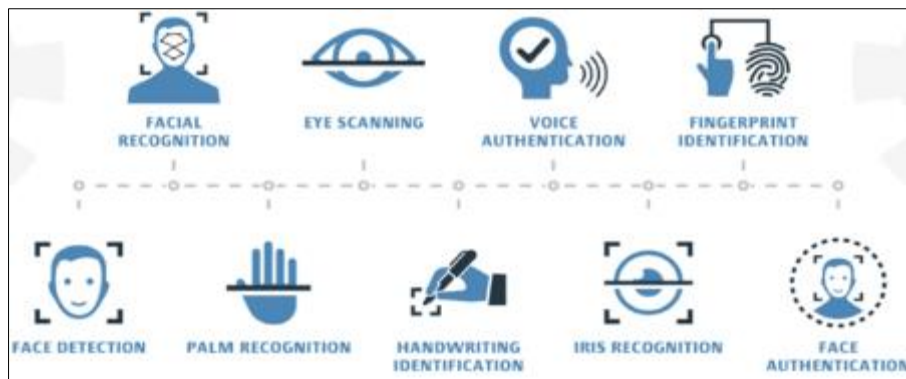 FACIAL
RECOGNITION
EYE SCANNING
VOICE
AUTHENTICATION
FINGERPRINT
IDENTIFICATION
FACE DETECTION
PALM RECOGNITION
HANDWRITING
IDENTIFICATION
IRIS RECOGNITION
FACE
AUTHENTICATION